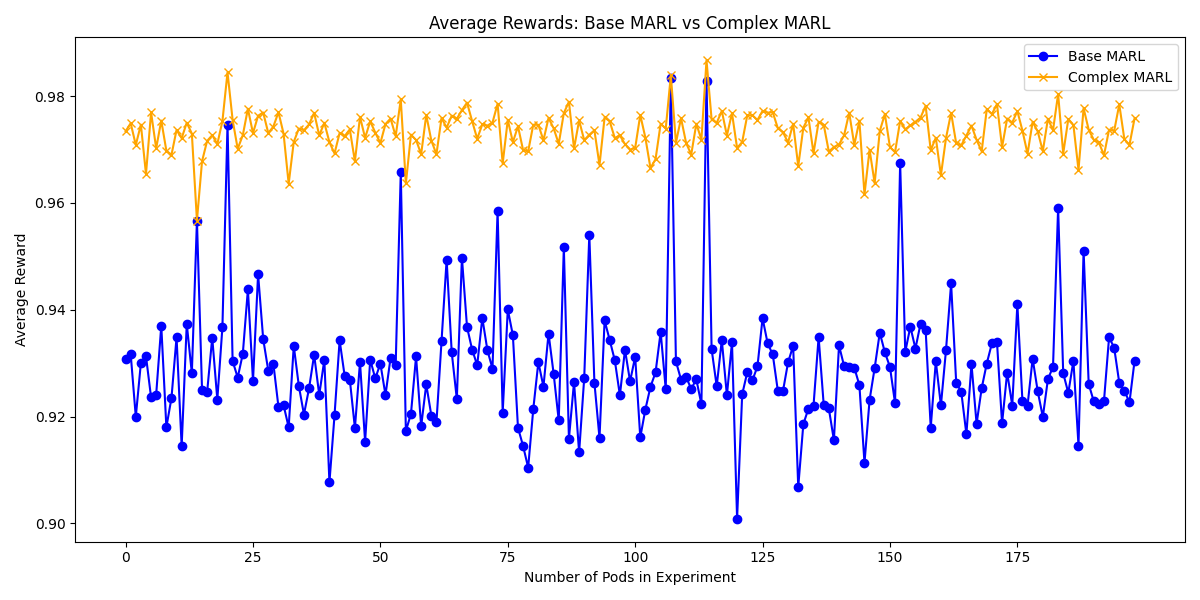 Average Rewards: Base MARL vs Complex MARL
Base MARL
Complex MARL
Average Reward
0.98
0.96
0.94
0.92
0.90
0 25 50 75 100 125 150 175
Number of Pods in Experiment